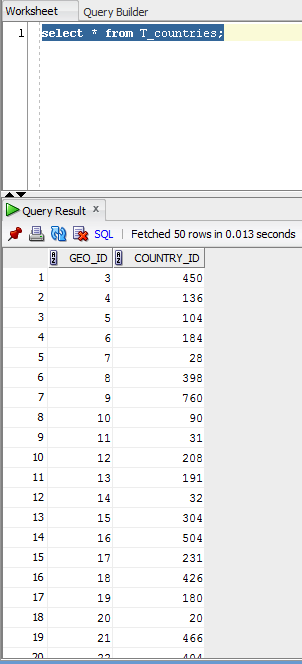 Worksheet Query Builder
1 select * from T_countries;
Query Result x
SQL | Fetched 50 rows in 0.013 seconds
GEO_ID COUNTRY_ID
1 3 450
2 4 136
3 5 104
4 6 184
5 7 28
6 8 398
7 9 760
8 10 90
9 11 31
10 12 208
11 13 191
12 14 32
13 15 304
14 16 504
15 17 231
16 18 426
17 19 180
18 20 20
19 21 466
20 22 404